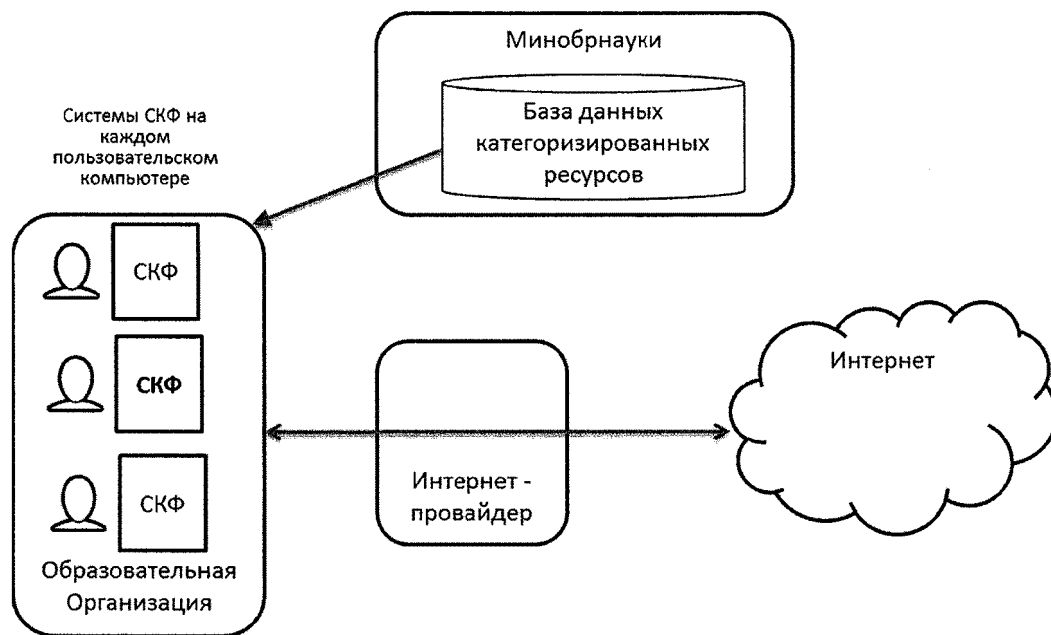 Минобрнауки
База данных
категоризированных
ресурсов
Системы СКФ на
каждом
пользовательском
компьютере
СКФ
СКФ
СКФ
Образовательная
Организация
Интернет -
провайдер
Интернет